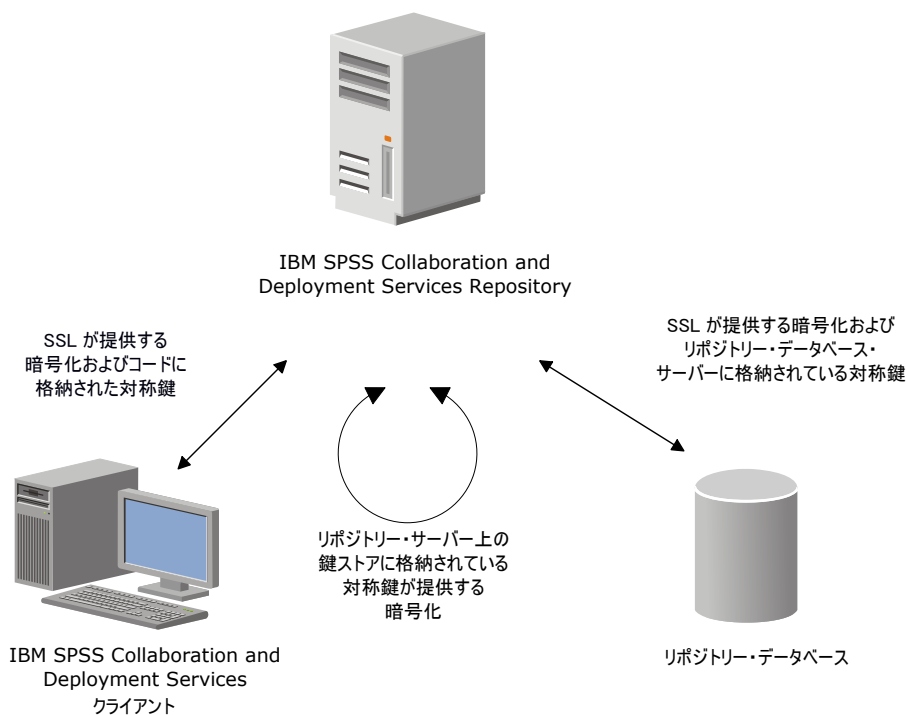 IBM SPSS Collaboration and
Deployment Services Repository
SSL が提供する
暗号化およびコードに
格納された対称鍵
SSL が提供する暗号化および
リポジトリー・データベース・
サーバーに格納されている対称鍵
リポジトリー・サーバー上の
鍵ストアに格納されている
対称鍵が提供する
暗号化
IBM SPSS Collaboration and
Deployment Services
クライアント
リポジトリー・データベース